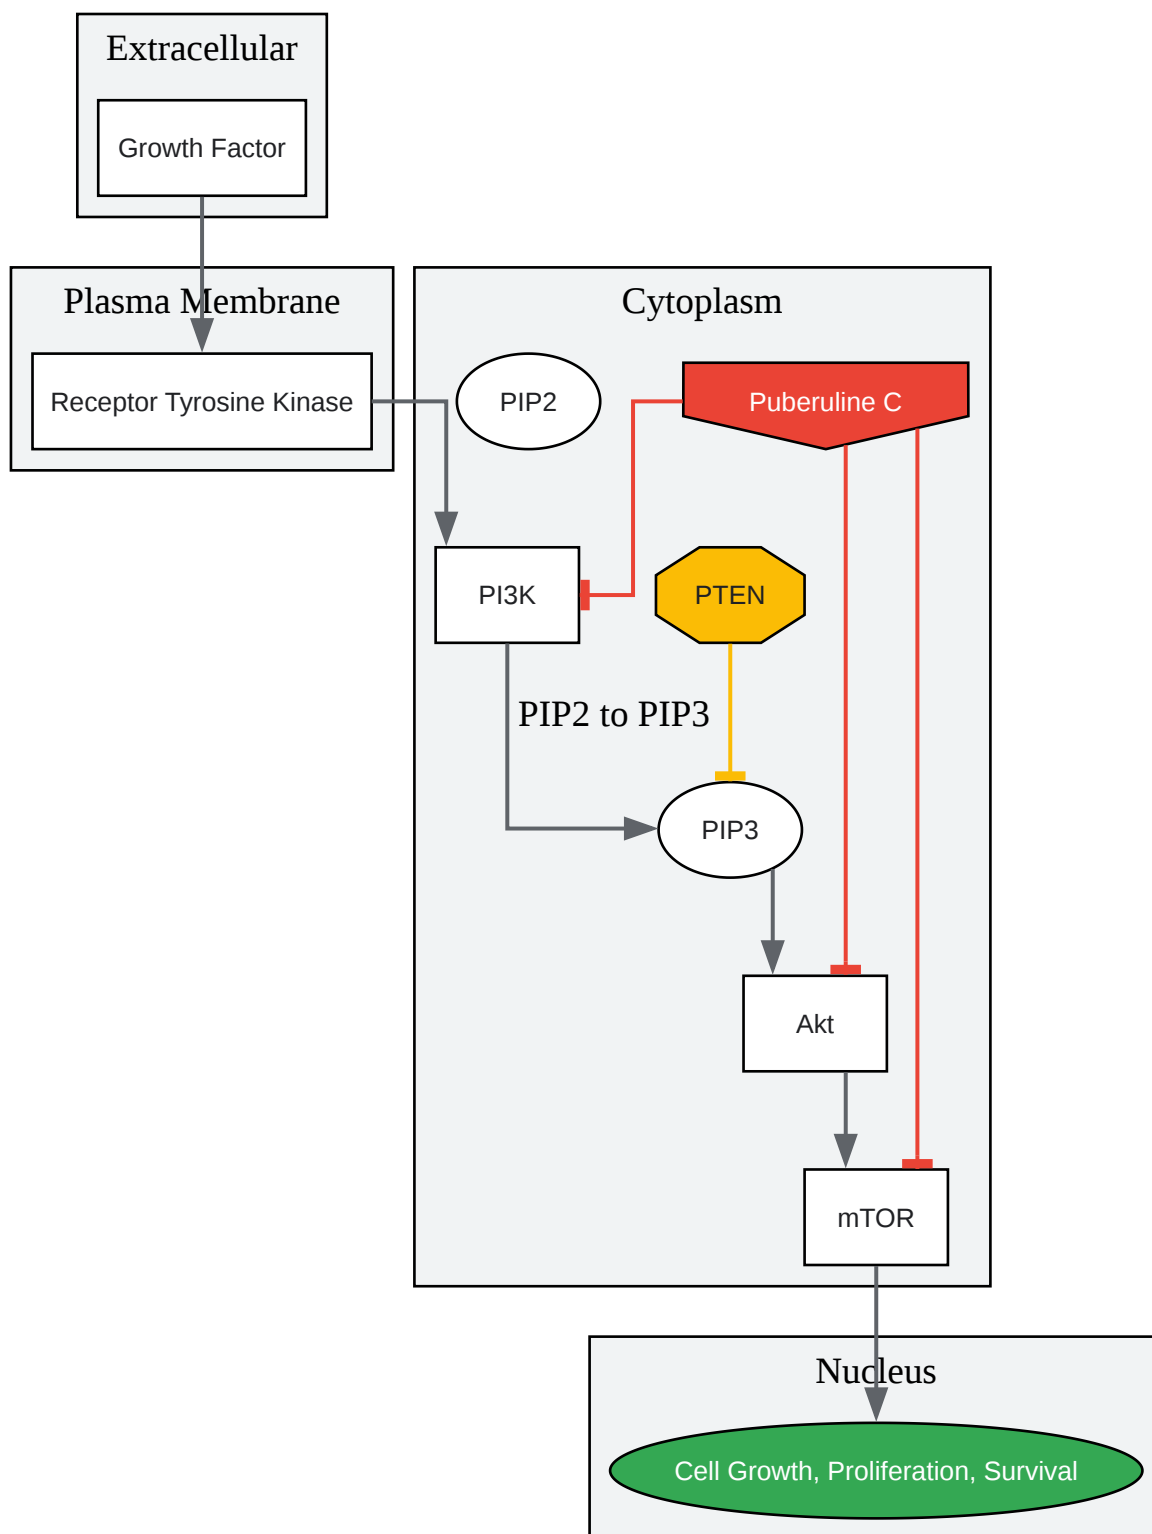 Extracellular
Growth Factor
Plasma Membrane
Receptor Tyrosine Kinase
Cytoplasm
PIP2
Puberuline C
PI3K
PTEN
PIP2 to PIP3
PIP3
Akt
mTOR
Nucleus
Cell Growth, Proliferation, Survival